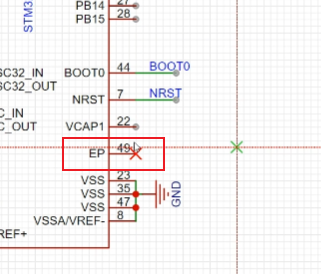 STM3
PB14 27
PB15 28
SC32_IN BOOT0 44 BOOT0
SC32_OUT
NRST 7 NRST
C_IN
C_OUT VCAP1 22
EP 49
VSS 23
VSS 35
VSS 47
VSSA/VREF- 8
GND
REF+